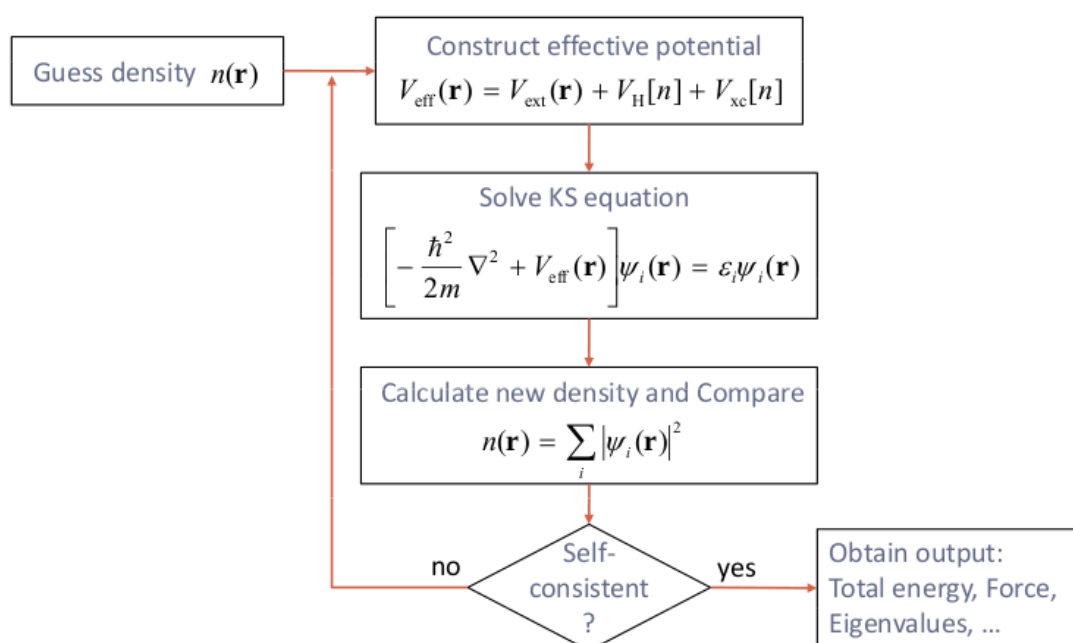 Guess density n(r)
Construct effective potential
V_eff(r) = V_ext(r) + V_H[n] + V_xc[n]
Solve KS equation
[-ħ²/2m ∇² + V_eff(r)]ψ_i(r) = ε_iψ_i(r)
Calculate new density and Compare
n(r) = ∑_i |ψ_i(r)|²
no
Self-
consistent
?
yes
Obtain output:
Total energy, Force,
Eigenvalues, ...